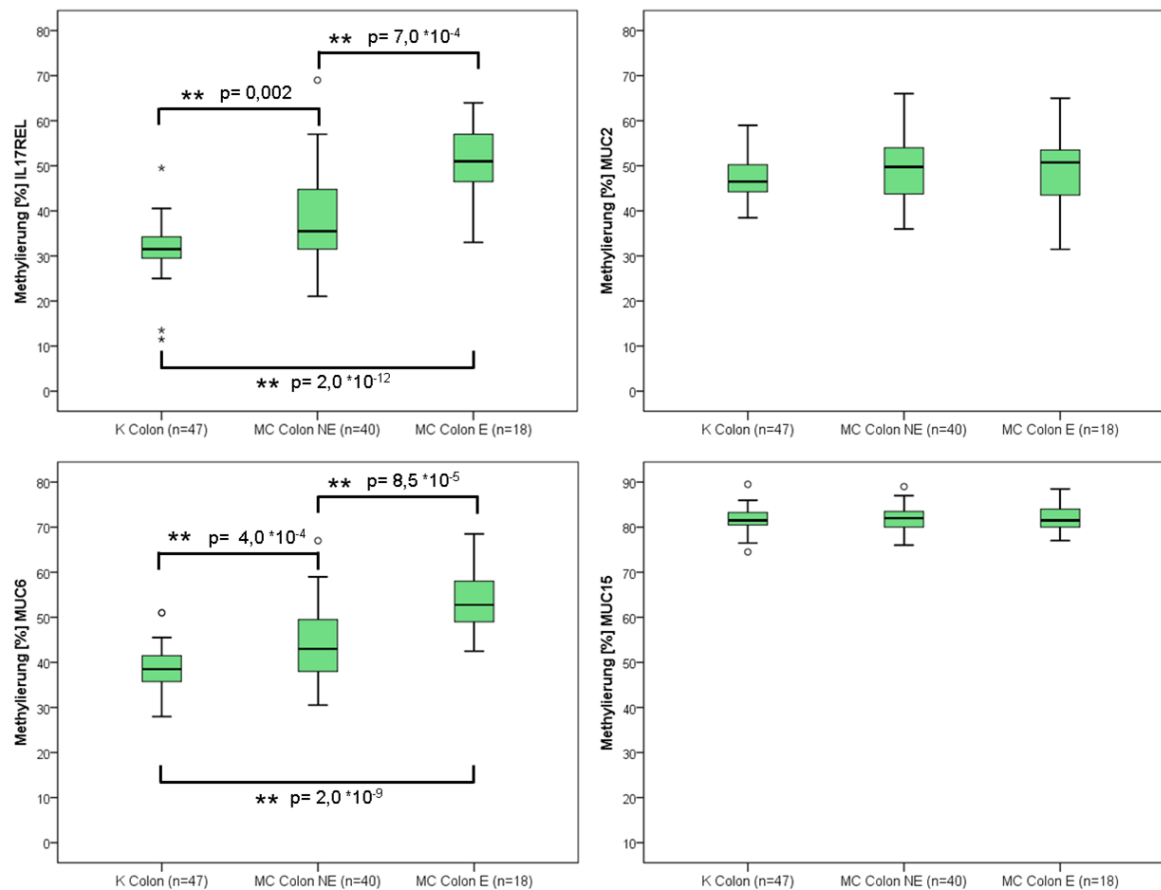 Methylierung [%] IL17REL
80
70
60
50
40
30
20
10
0
** p= 7,0 *10-4
** p= 0,002
** p= 2,0 *10-12
K Colon (n=47) MC Colon NE (n=40) MC Colon E (n=18)
Methylierung [%] MUC2
80
70
60
50
40
30
20
10
0
K Colon (n=47) MC Colon NE (n=40) MC Colon E (n=18)
Methylierung [%] MUC6
80
70
60
50
40
30
20
10
0
** p= 8,5 *10-5
** p= 4,0 *10-4
** p= 2,0 *10-9
K Colon (n=47) MC Colon NE (n=40) MC Colon E (n=18)
Methylierung [%] MUC15
90
80
70
60
50
40
30
20
10
K Colon (n=47) MC Colon NE (n=40) MC Colon E (n=18)